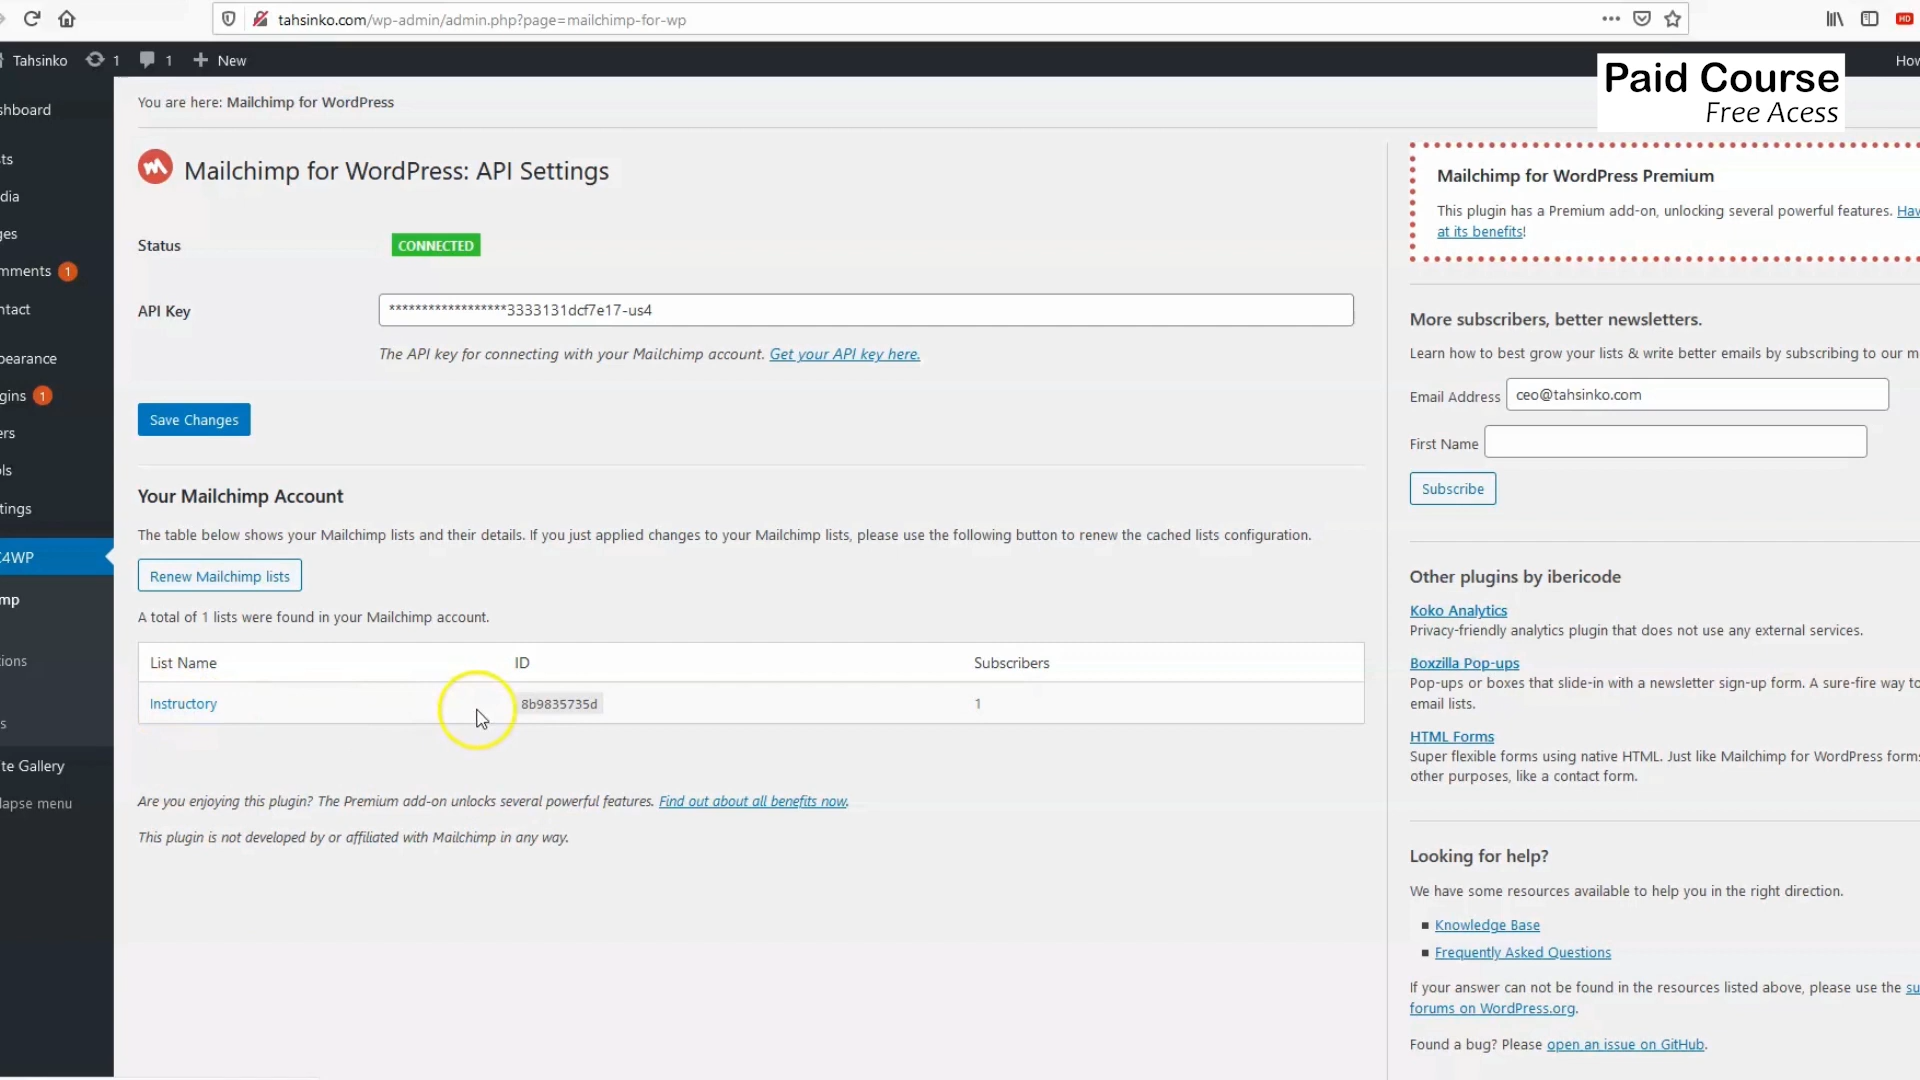 tahsinko.com/wp-admin/admin.php?page=mailchimp-for-wp
HD
Tahsinko 1 1 New
How
Paid Course
Free Acess
shboard
sts
dia
ges
mments 1
ntact
pearance
gins 1
ers
ols
ttings
C4WP
mp
ions
s
te Gallery
lapse menu
You are here: Mailchimp for WordPress
Mailchimp for WordPress: API Settings
Status CONNECTED
API Key ******************3333131dcf7e17-us4
The API key for connecting with your Mailchimp account. Get your API key here.
Save Changes
Your Mailchimp Account
The table below shows your Mailchimp lists and their details. If you just applied changes to your Mailchimp lists, please use the following button to renew the cached lists configuration.
Renew Mailchimp lists
A total of 1 lists were found in your Mailchimp account.
List Name ID Subscribers
Instructory 8b9835735d 1
Are you enjoying this plugin? The Premium add-on unlocks several powerful features. Find out about all benefits now.
This plugin is not developed by or affiliated with Mailchimp in any way.
Mailchimp for WordPress Premium
This plugin has a Premium add-on, unlocking several powerful features. Hav
at its benefits!
More subscribers, better newsletters.
Learn how to best grow your lists & write better emails by subscribing to our m
Email Address ceo@tahsinko.com
First Name
Subscribe
Other plugins by ibericode
Koko Analytics
Privacy-friendly analytics plugin that does not use any external services.
Boxzilla Pop-ups
Pop-ups or boxes that slide-in with a newsletter sign-up form. A sure-fire way to
email lists.
HTML Forms
Super flexible forms using native HTML. Just like Mailchimp for WordPress forms
other purposes, like a contact form.
Looking for help?
We have some resources available to help you in the right direction.
Knowledge Base
Frequently Asked Questions
If your answer can not be found in the resources listed above, please use the su
forums on WordPress.org.
Found a bug? Please open an issue on GitHub.